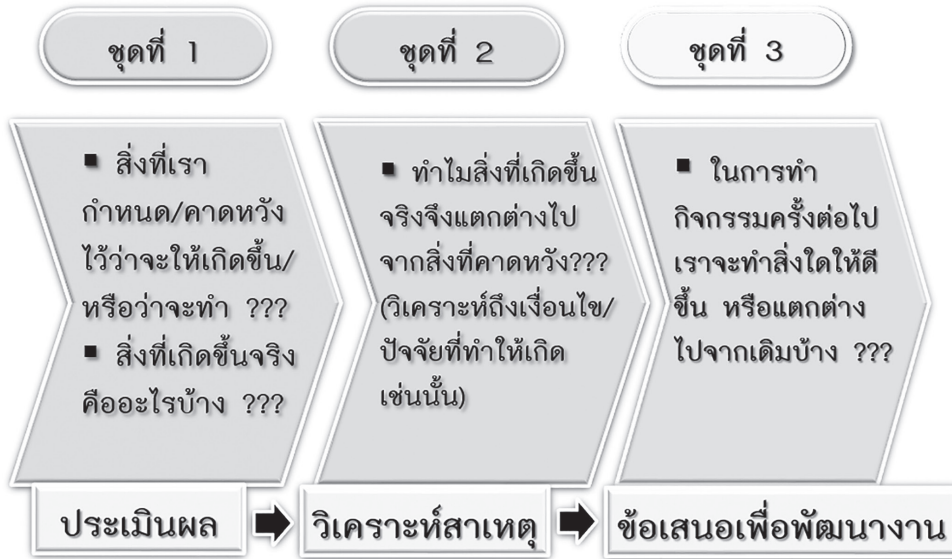 ชุดที่ 1
ชุดที่ 2
ชุดที่ 3
▪ สิ่งที่เรา
กำหนด/คาดหวัง
ไว้ว่าจะให้เกิดขึ้น/
หรือว่าจะทำ ???
▪ สิ่งที่เกิดขึ้นจริง
คืออะไรบ้าง ???
▪ ทำไมสิ่งที่เกิดขึ้น
จริงจึงแตกต่างไป
จากสิ่งที่คาดหวัง???
(วิเคราะห์ถึงเงื่อนไข/
ปัจจัยที่ทำให้เกิด
เช่นนั้น)
▪ ในการทำ
กิจกรรมครั้งต่อไป
เราจะทำสิ่งใดให้ดี
ขึ้น หรือแตกต่าง
ไปจากเดิมบ้าง ???
ประเมินผล
วิเคราะห์สาเหตุ
ข้อเสนอเพื่อพัฒนางาน